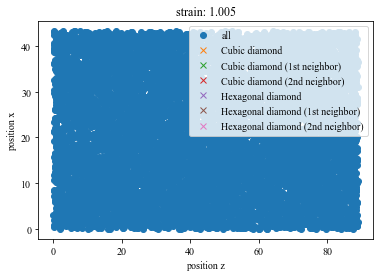 strain: 1.005
all
Cubic diamond
Cubic diamond (1st neighbor)
Cubic diamond (2nd neighbor)
Hexagonal diamond
Hexagonal diamond (1st neighbor)
Hexagonal diamond (2nd neighbor)
position x
40
30
20
10
0
0 20 40 60 80
position z